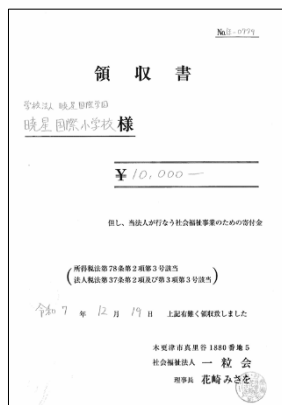 No.B-0779
領収書
学校法人 暁星国際学園
暁星国際小学校様
¥10,000—
但し、当法人が行なう社会福祉事業のための寄付金
(所得税法第78条第2項第3号該当
法人税法第37条第2項及び第3項第3号該当)
令和7年12月19日 上記有難く領収致しました
木更津市真里谷1880番地5
社会福祉法人 一粒会
理事長 花崎みさを